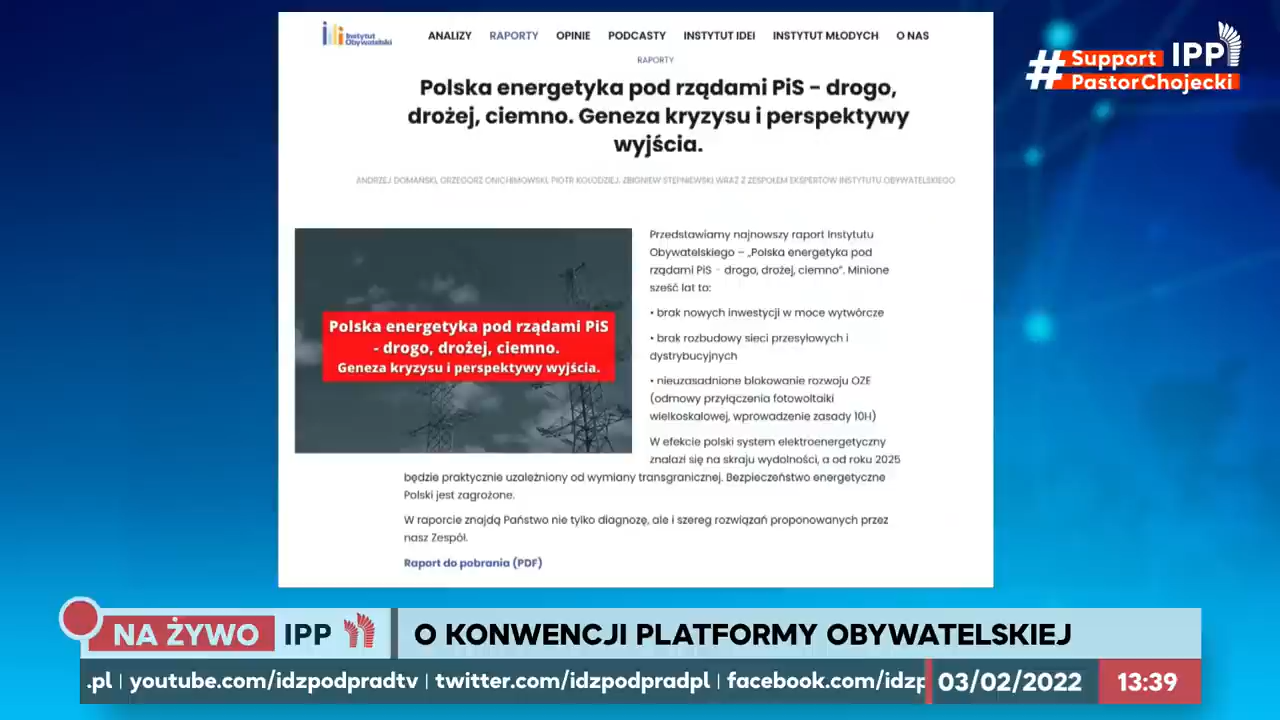 Instytut
Obywatelski
ANALIZY RAPORTY OPINIE PODCASTY INSTYTUT IDEI INSTYTUT MŁODYCH O NAS
RAPORTY
Polska energetyka pod rządami PiS – drogo,
drożej, ciemno. Geneza kryzysu i perspektywy
wyjścia.
ANDRZEJ DOMAŃSKI, GRZEGORZ ONICHIMOWSKI, PIOTR KOŁODZIEJ, ZBIGNIEW STĘPNIEWSKI WRAZ Z ZESPOŁEM EKSPERTÓW INSTYTUTU OBYWATELSKIEGO
Polska energetyka pod rządami PiS
- drogo, drożej, ciemno.
Geneza kryzysu i perspektywy wyjścia.
Przedstawiamy najnowszy raport Instytutu
Obywatelskiego – „Polska energetyka pod
rządami PiS – drogo, drożej, ciemno”. Minione
sześć lat to:
• brak nowych inwestycji w moce wytwórcze
• brak rozbudowy sieci przesyłowych i
dystrybucyjnych
• nieuzasadnione blokowanie rozwoju OZE
(odmowy przyłączenia fotowoltaiki
wielkoskalowej, wprowadzenie zasady 10H)
W efekcie polski system elektroenergetyczny
znalazł się na skraju wydolności, a od roku 2025
będzie praktycznie uzależniony od wymiany transgranicznej. Bezpieczeństwo energetyczne
Polski jest zagrożone.
W raporcie znajdą Państwo nie tylko diagnozę, ale i szereg rozwiązań proponowanych przez
nasz Zespół.
Raport do pobrania (PDF)
# Support IPP
PastorChojecki
NA ŻYWO IPP O KONWENCJI PLATFORMY OBYWATELSKIEJ
.pl | youtube.com/idzpodpradtv | twitter.com/idzpodpradpl | facebook.com/idzp 03/02/2022 13:39